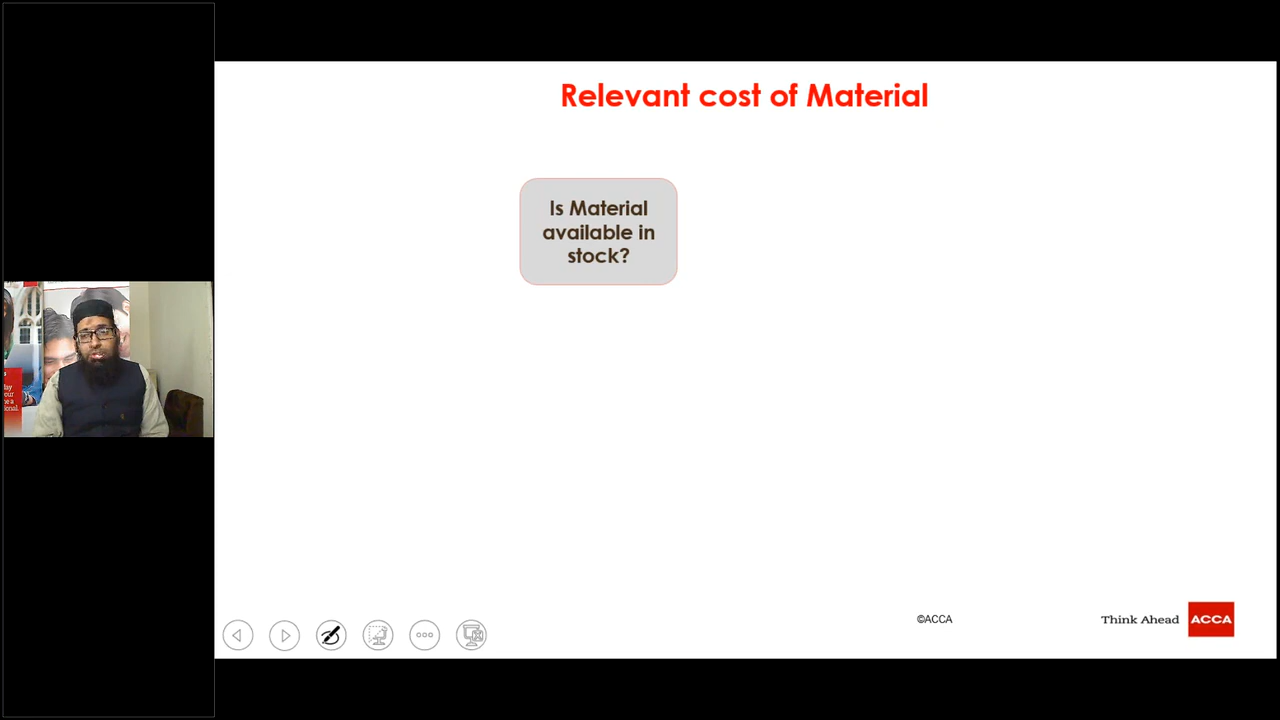 Relevant cost of Material
Is Material
available in
stock?
©ACCA
Think Ahead
ACCA